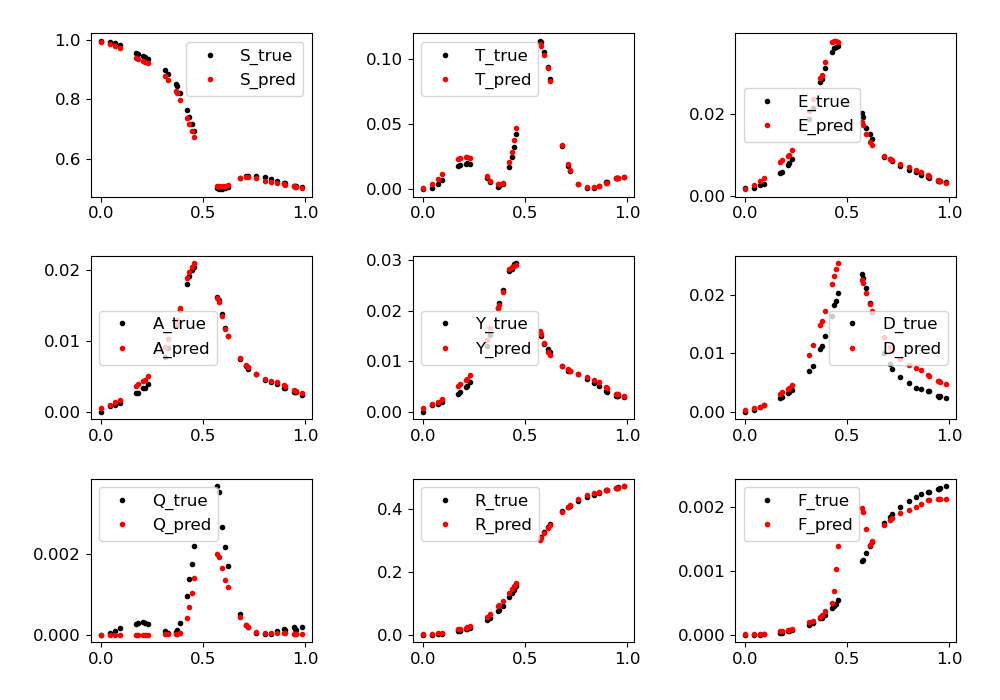 1.0
0.8
0.6
0.0 0.5 1.0
S_true
S_pred
0.10
0.05
0.00
0.0 0.5 1.0
T_true
T_pred
0.02
0.00
0.0 0.5 1.0
E_true
E_pred
0.02
0.01
0.00
0.0 0.5 1.0
A_true
A_pred
0.03
0.02
0.01
0.00
0.0 0.5 1.0
Y_true
Y_pred
0.02
0.01
0.00
0.0 0.5 1.0
D_true
D_pred
0.002
0.000
0.0 0.5 1.0
Q_true
Q_pred
0.4
0.2
0.0
0.0 0.5 1.0
R_true
R_pred
0.002
0.001
0.000
0.0 0.5 1.0
F_true
F_pred